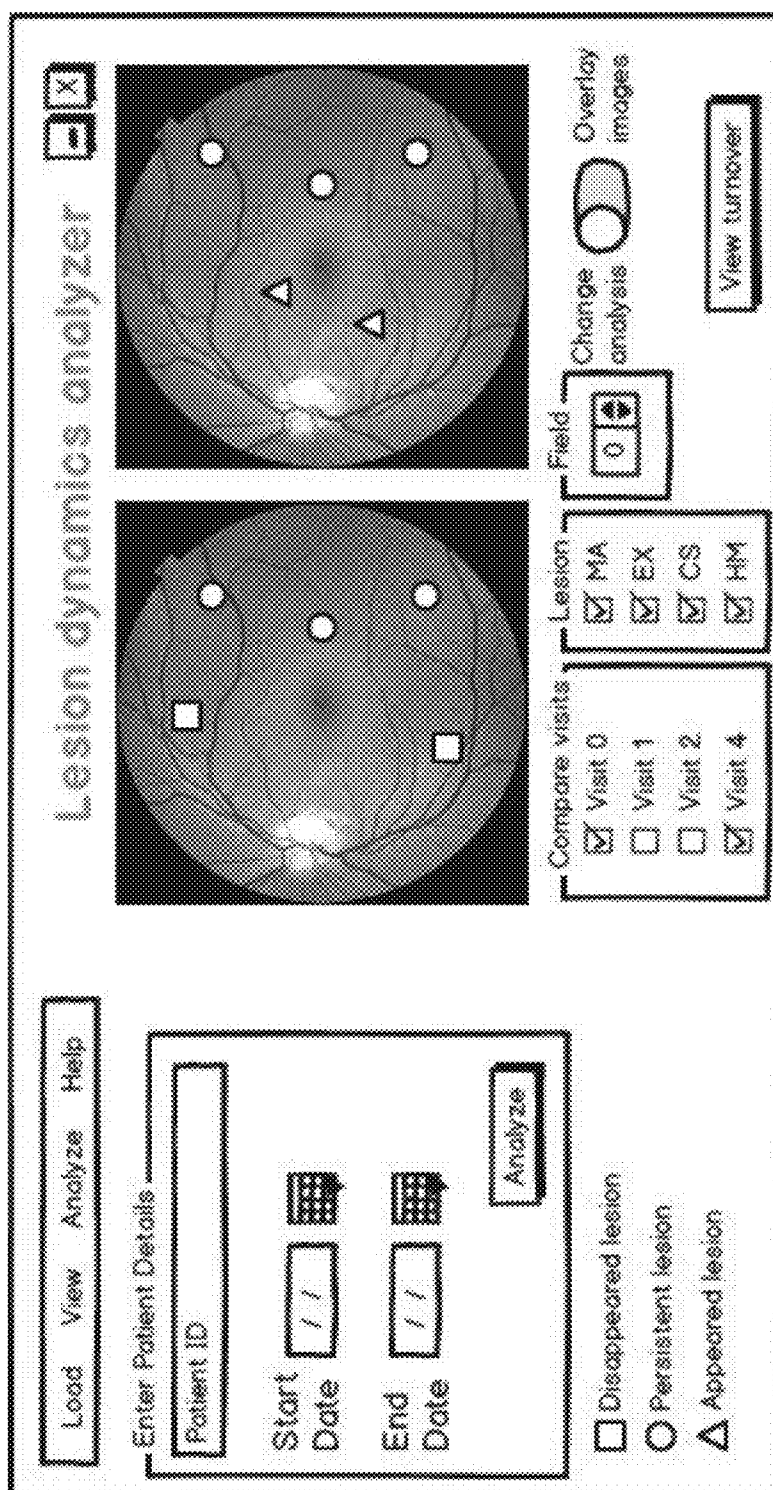 Lesion dynamics analyzer
X
Load View Analyze Help
Enter Patient Details
Patient ID
Start
Date
/ /
End
Date
/ /
Analyze
Disappeared lesion
Persistent lesion
Appeared lesion
Compare visits
Visit 0
Visit 1
Visit 2
Visit 4
Lesion
MA
EX
CS
HM
Field
0
Change
analysis
Overlay
images
View turnover